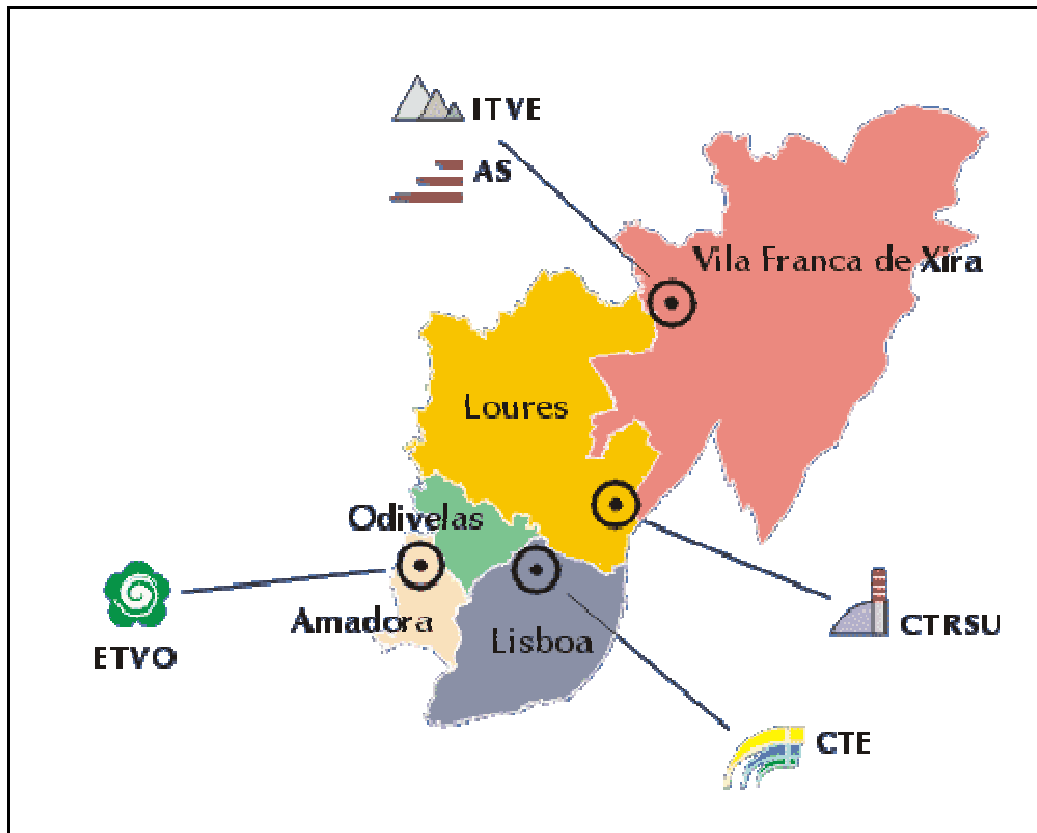 ITVE
AS
Vila Franca de Xira
Loures
Odivelas
Amadora
Lisboa
ETVO
CTRSU
CTE